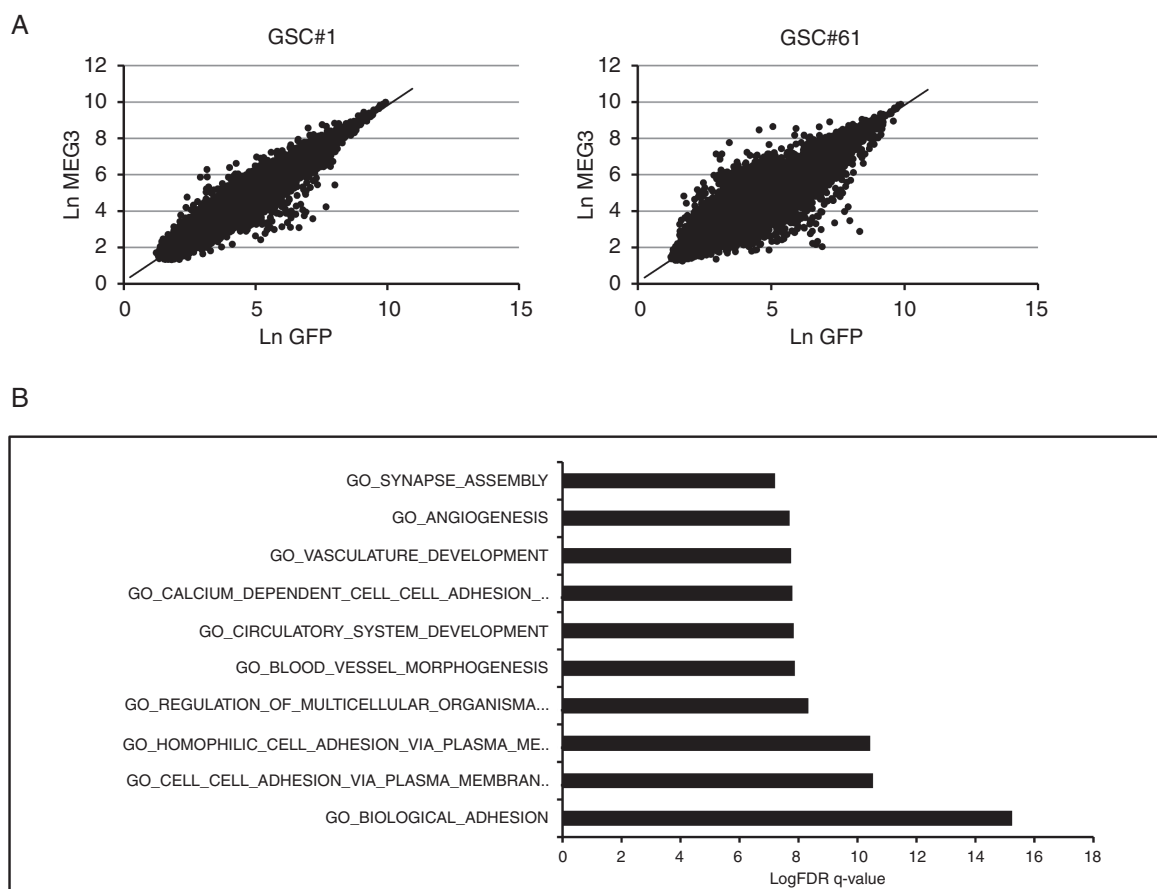 A
GSC#1
GSC#61
Ln MEG3
12
10
8
6
4
2
0
0 5 10 15
Ln GFP
Ln MEG3
12
10
8
6
4
2
0
0 5 10 15
Ln GFP
B
GO_SYNAPSE_ASSEMBLY
GO_ANGIOGENESIS
GO_VASCULATURE_DEVELOPMENT
GO_CALCIUM_DEPENDENT_CELL_CELL_ADHESION_..
GO_CIRCULATORY_SYSTEM_DEVELOPMENT
GO_BLOOD_VESSEL_MORPHOGENESIS
GO_REGULATION_OF_MULTICELLULAR_ORGANISMA...
GO_HOMOPHILIC_CELL_ADHESION_VIA_PLASMA_ME..
GO_CELL_CELL_ADHESION_VIA_PLASMA_MEMBRAN..
GO_BIOLOGICAL_ADHESION
0 2 4 6 8 10 12 14 16 18
LogFDR q-value